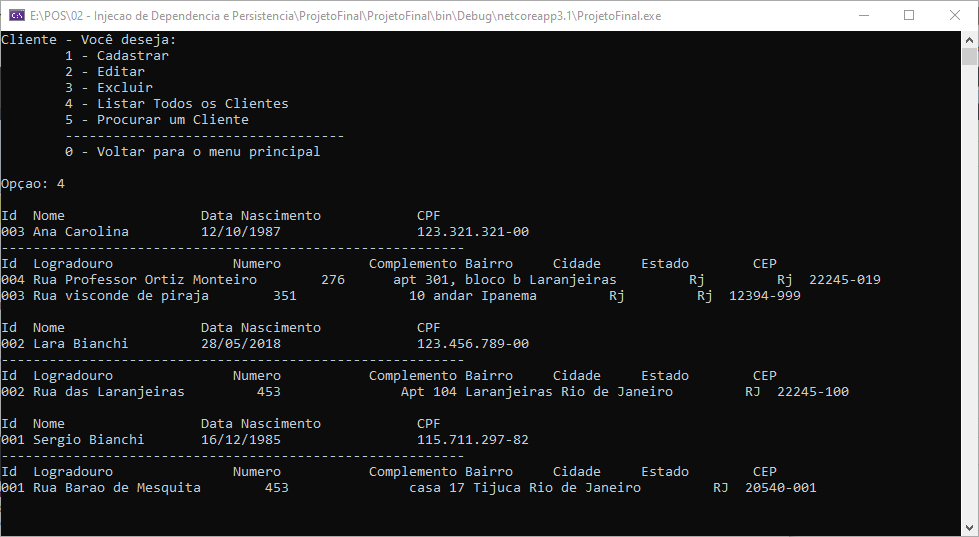 E:\POS\02 - Injecao de Dependencia e Persistencia\ProjetoFinal\ProjetoFinal\bin\Debug\netcoreapp3.1\ProjetoFinal.exe
Cliente - Você deseja:
1 - Cadastrar
2 - Editar
3 - Excluir
4 - Listar Todos os Clientes
5 - Procurar um Cliente
-----------------------------------
0 - Voltar para o menu principal
Opçao: 4
Id  Nome                 Data Nascimento            CPF
003 Ana Carolina         12/10/1987                 123.321.321-00
----------------------------------------------------------
Id  Logradouro               Numero           Complemento Bairro     Cidade     Estado        CEP
004 Rua Professor Ortiz Monteiro        276      apt 301, bloco b Laranjeiras         Rj         Rj  22245-019
003 Rua visconde de piraja        351              10 andar Ipanema         Rj         Rj  12394-999
Id  Nome                 Data Nascimento            CPF
002 Lara Bianchi         28/05/2018                 123.456.789-00
----------------------------------------------------------
Id  Logradouro               Numero           Complemento Bairro     Cidade     Estado        CEP
002 Rua das Laranjeiras         453               Apt 104 Laranjeiras Rio de Janeiro         RJ  22245-100
Id  Nome                 Data Nascimento            CPF
001 Sergio Bianchi       16/12/1985                 115.711.297-82
----------------------------------------------------------
Id  Logradouro               Numero           Complemento Bairro     Cidade     Estado        CEP
001 Rua Barao de Mesquita        453               casa 17 Tijuca Rio de Janeiro         RJ  20540-001